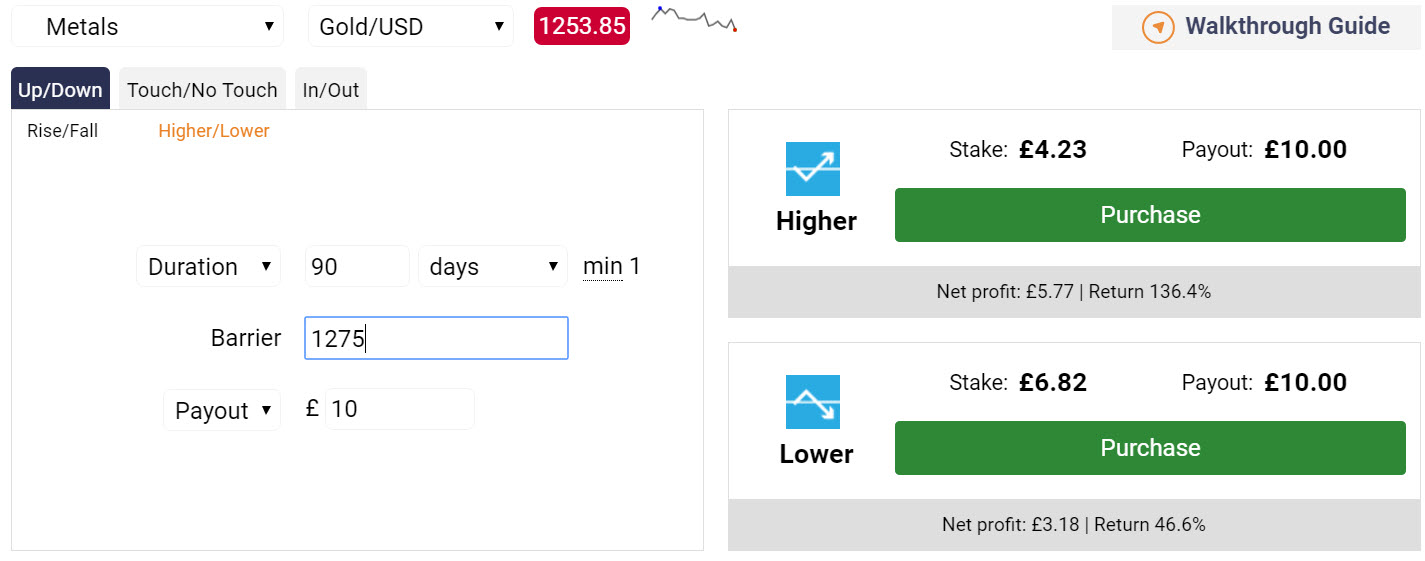 Metals Gold/USD 1253.85 Walkthrough Guide
Up/Down Touch/No Touch In/Out
Rise/Fall Higher/Lower
Duration 90 days min 1
Barrier 1275
Payout £ 10
Stake: £4.23 Payout: £10.00
Purchase
Higher
Net profit: £5.77 | Return 136.4%
Stake: £6.82 Payout: £10.00
Purchase
Lower
Net profit: £3.18 | Return 46.6%